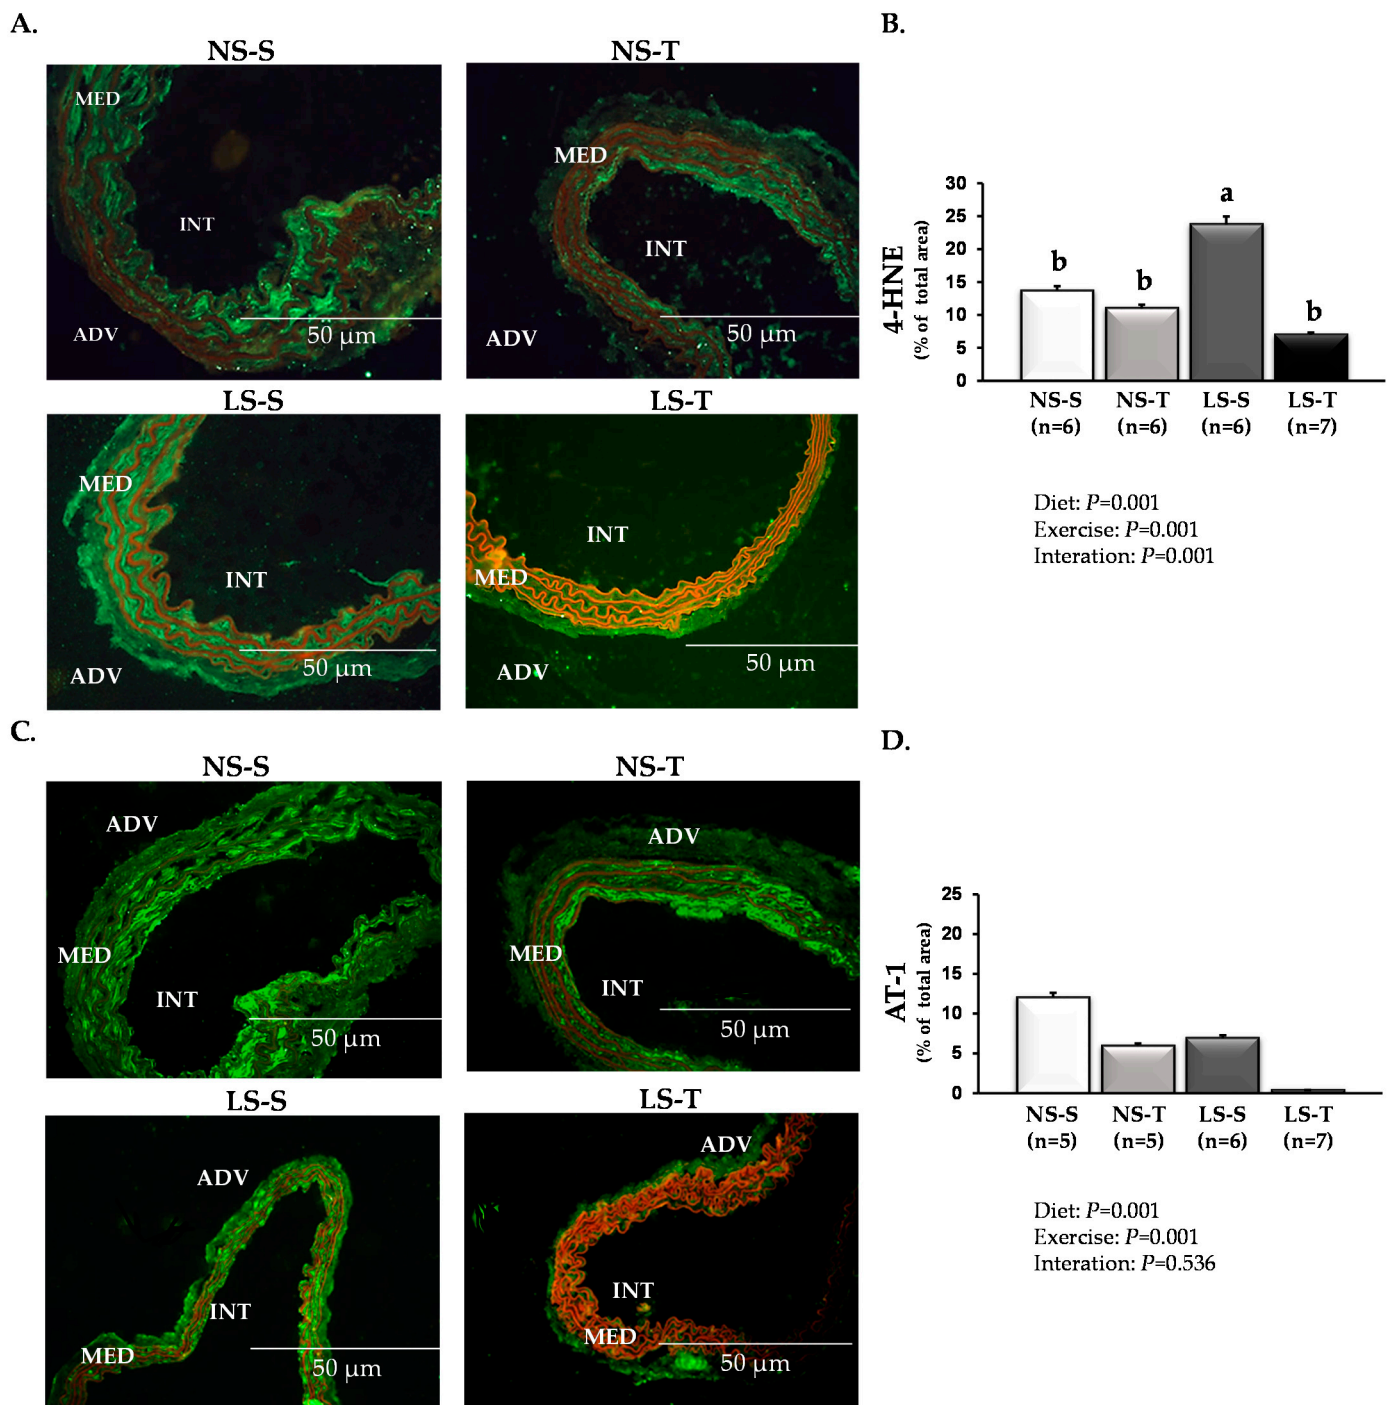 A.
NS-S
MED
INT
ADV
50 μm
NS-T
MED
INT
ADV
50 μm
LS-S
MED
INT
ADV
50 μm
LS-T
INT
MED
ADV
50 μm
B.
4-HNE
(% of total area)
30
25
20
15
10
5
0
b
b
a
b
NS-S NS-T LS-S LS-T
(n=6) (n=6) (n=6) (n=7)
Diet: P=0.001
Exercise: P=0.001
Interation: P=0.001
C.
NS-S
ADV
MED
INT
50 μm
NS-T
ADV
MED
INT
50 μm
LS-S
ADV
INT
MED
50 μm
LS-T
ADV
INT
MED
50 μm
D.
AT-1
(% of total area)
25
20
15
10
5
0
NS-S NS-T LS-S LS-T
(n=5) (n=5) (n=6) (n=7)
Diet: P=0.001
Exercise: P=0.001
Interation: P=0.536